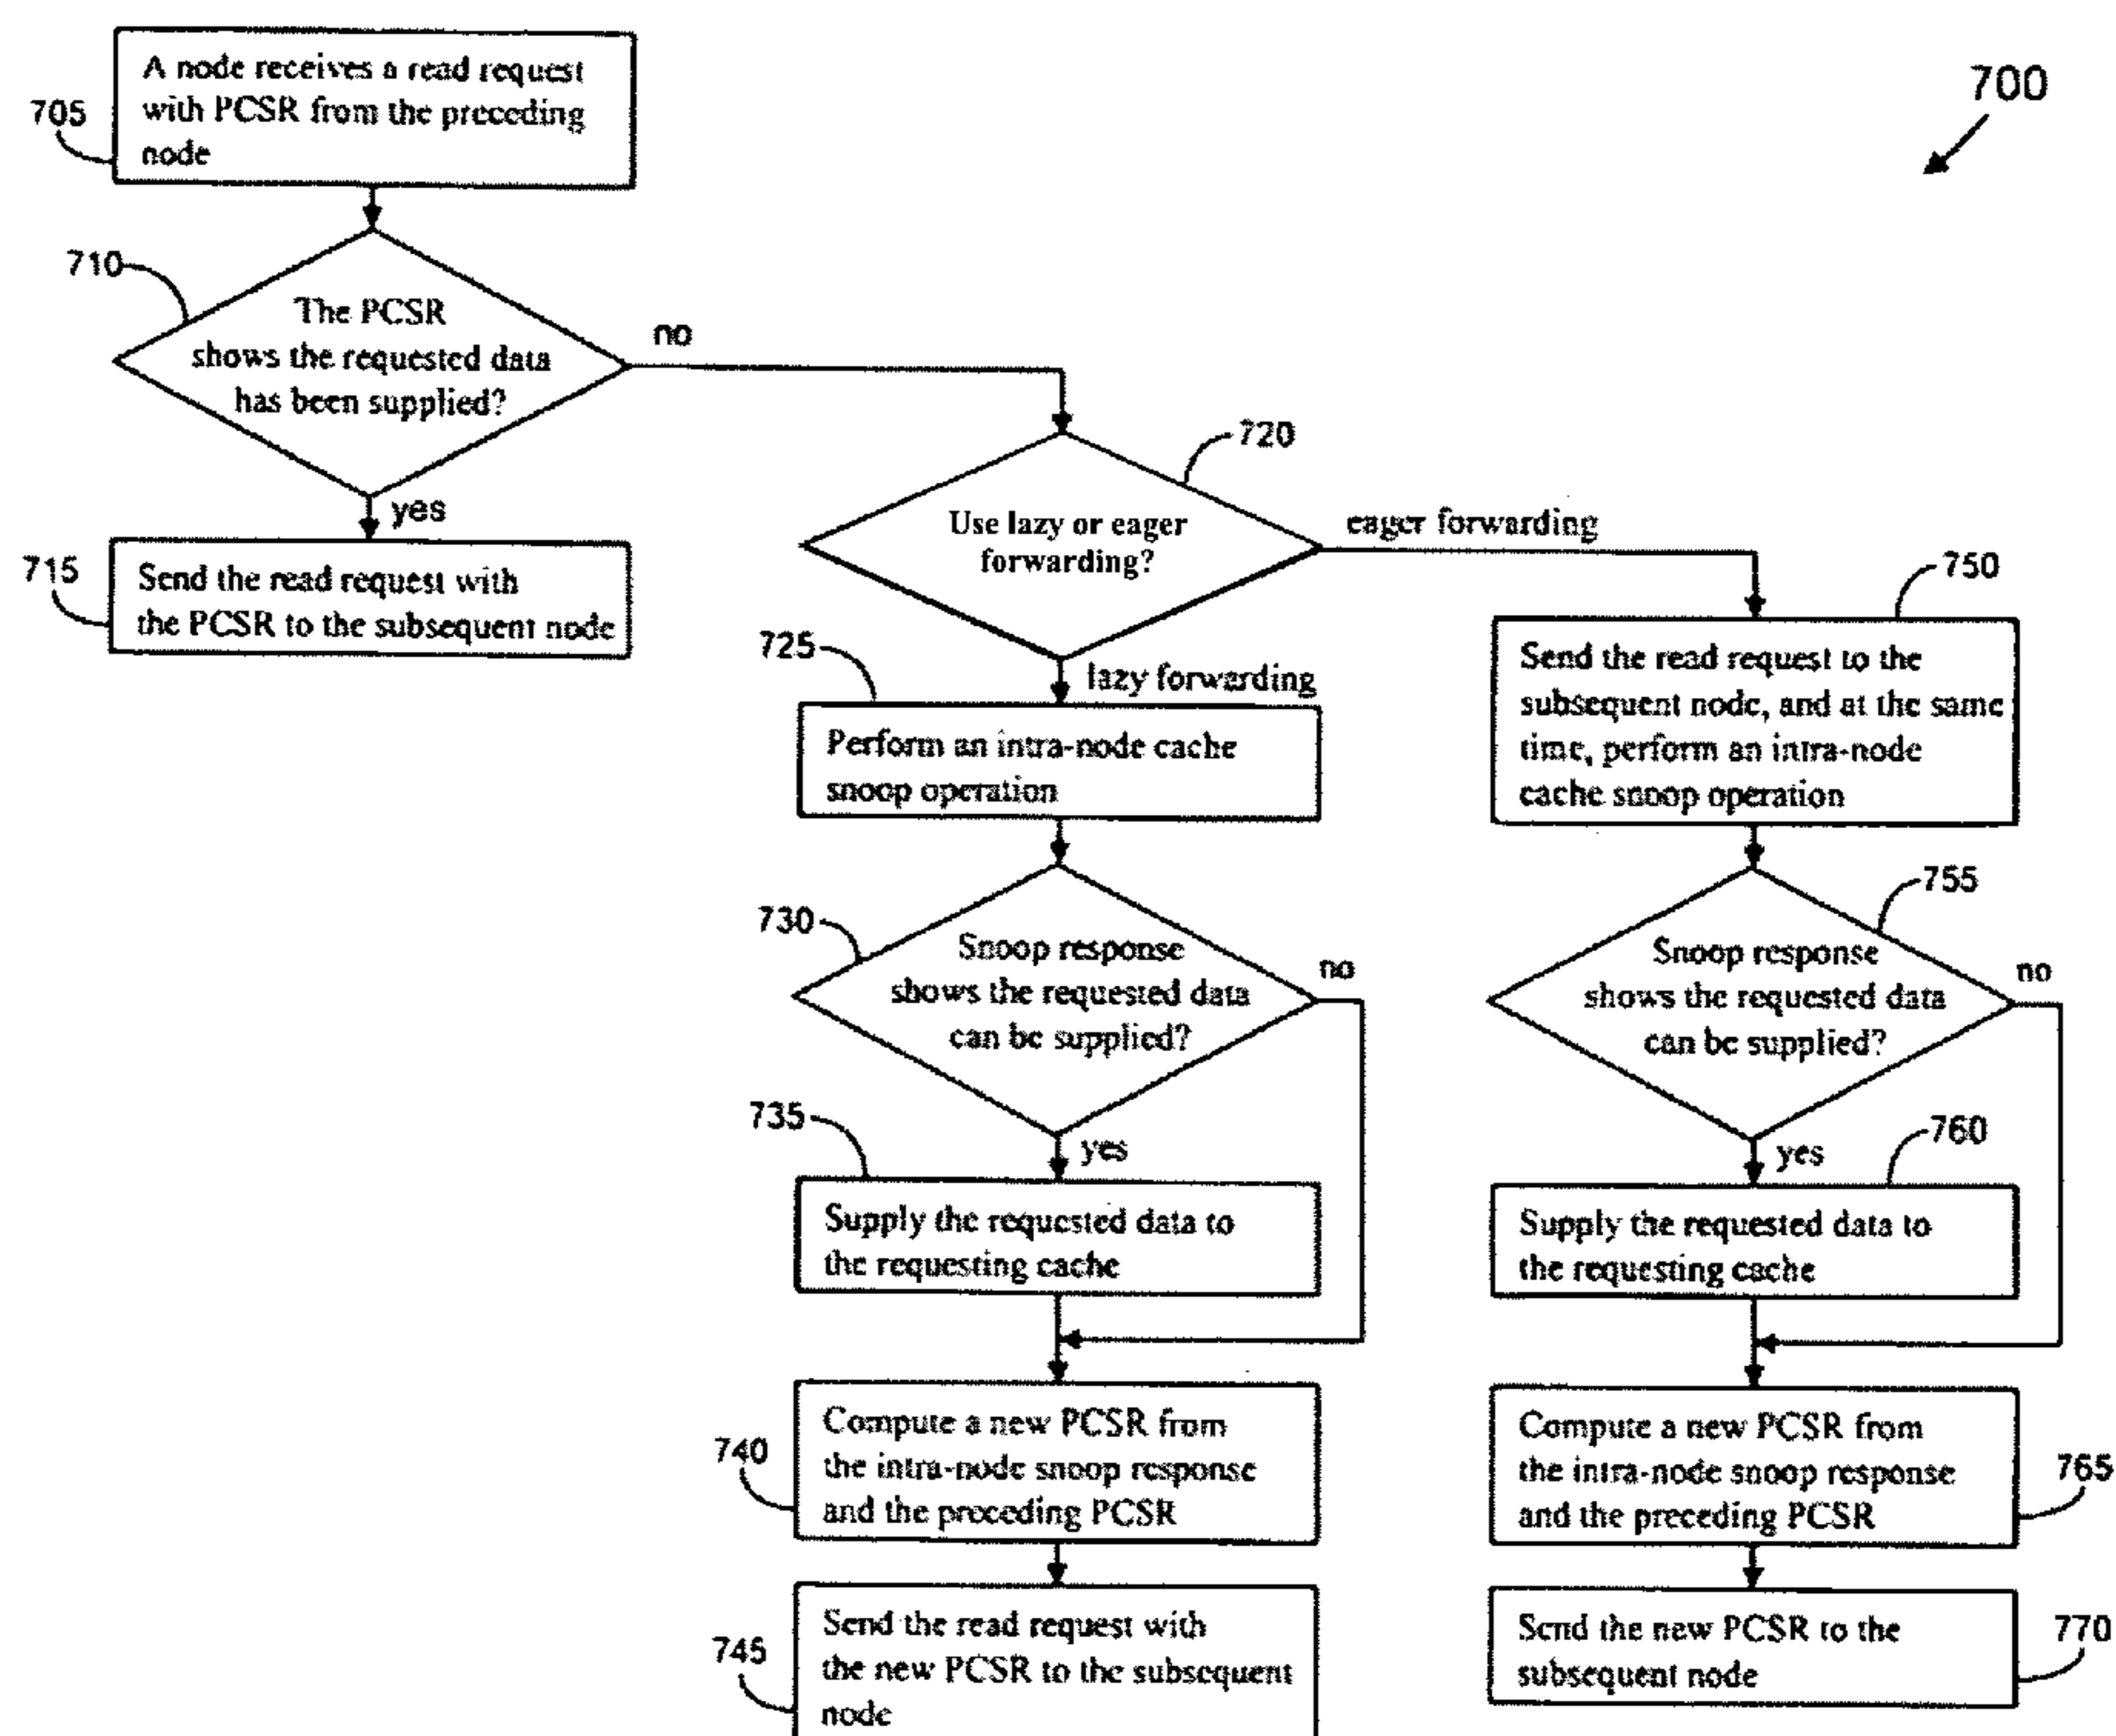 700
705
A node receives a read request
with PCSR from the preceding
node
710
The PCSR
shows the requested data
has been supplied?
no
yes
715
Send the read request with
the PCSR to the subsequent node
720
Use lazy or eager
forwarding?
eager forwarding
lazy forwarding
725
Perform an intra-node cache
snoop operation
730
Snoop response
shows the requested data
can be supplied?
no
yes
735
Supply the requested data to
the requesting cache
740
Compute a new PCSR from
the intra-node snoop response
and the preceding PCSR
745
Send the read request with
the new PCSR to the subsequent
node
750
Send the read request to the
subsequent node, and at the same
time, perform an intra-node
cache snoop operation
755
Snoop response
shows the requested data
can be supplied?
no
yes
760
Supply the requested data to
the requesting cache
765
Compute a new PCSR from
the intra-node snoop response
and the preceding PCSR
770
Send the new PCSR to the
subsequent node